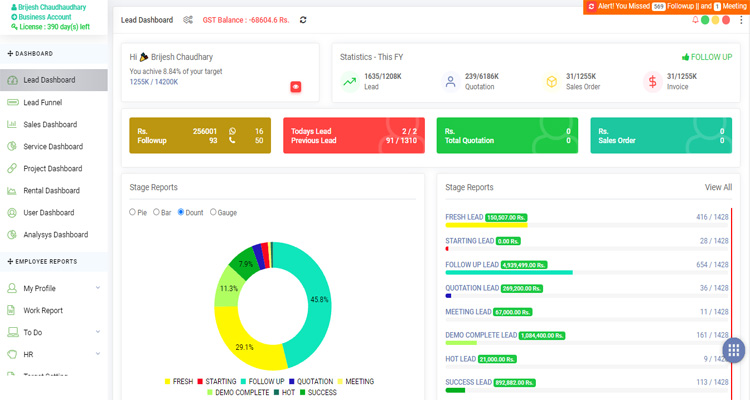 Brijesh Chaudhaudhary
Business Account
License : 390 day(s) left
DASHBOARD
Lead Dashboard
Lead Funnel
Sales Dashboard
Service Dashboard
Project Dashboard
Rental Dashboard
User Dashboard
Analysys Dashboard
EMPLOYEE REPORTS
My Profile
Work Report
To Do
HR
Target Setting
Lead Dashboard
GST Balance : -68604.6 Rs.
Alert! You Missed 569 Followup || and 1 Meeting
Hi Brijesh Chaudhary
You achive 8.84% of your target
1255K / 14200K
Statistics - This FY
FOLLOW UP
1635/1208K
Lead
239/6186K
Quotation
31/1255K
Sales Order
31/1255K
Invoice
Rs. 256001 16
Followup 93 50
Todays Lead 2 / 2
Previous Lead 91 / 1310
Rs. 0
Total Quotation 0
Rs. 0
Sales Order 0
Stage Reports
Pie Bar Dount Gauge
7.9%
11.3%
45.8%
29.1%
FRESH STARTING FOLLOW UP QUOTATION MEETING
DEMO COMPLETE HOT SUCCESS
Stage Reports View All
FRESH LEAD 150,507.00 Rs. 416 / 1428
STARTING LEAD 0.00 Rs. 28 / 1428
FOLLOW UP LEAD 4,939,499.00 Rs. 654 / 1428
QUOTATION LEAD 269,200.00 Rs. 36 / 1428
MEETING LEAD 67,000.00 Rs. 11 / 1428
DEMO COMPLETE LEAD 1,084,400.00 Rs. 161 / 1428
HOT LEAD 21,000.00 Rs. 9 / 1428
SUCCESS LEAD 892,882.00 Rs. 113 / 1428